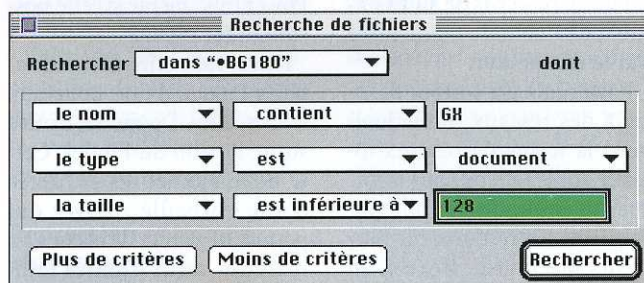 Recherche de fichiers
Rechercher dans “•BG180” dont
le nom contient GX
le type est document
la taille est inférieure à 128
Plus de critères Moins de critères Rechercher